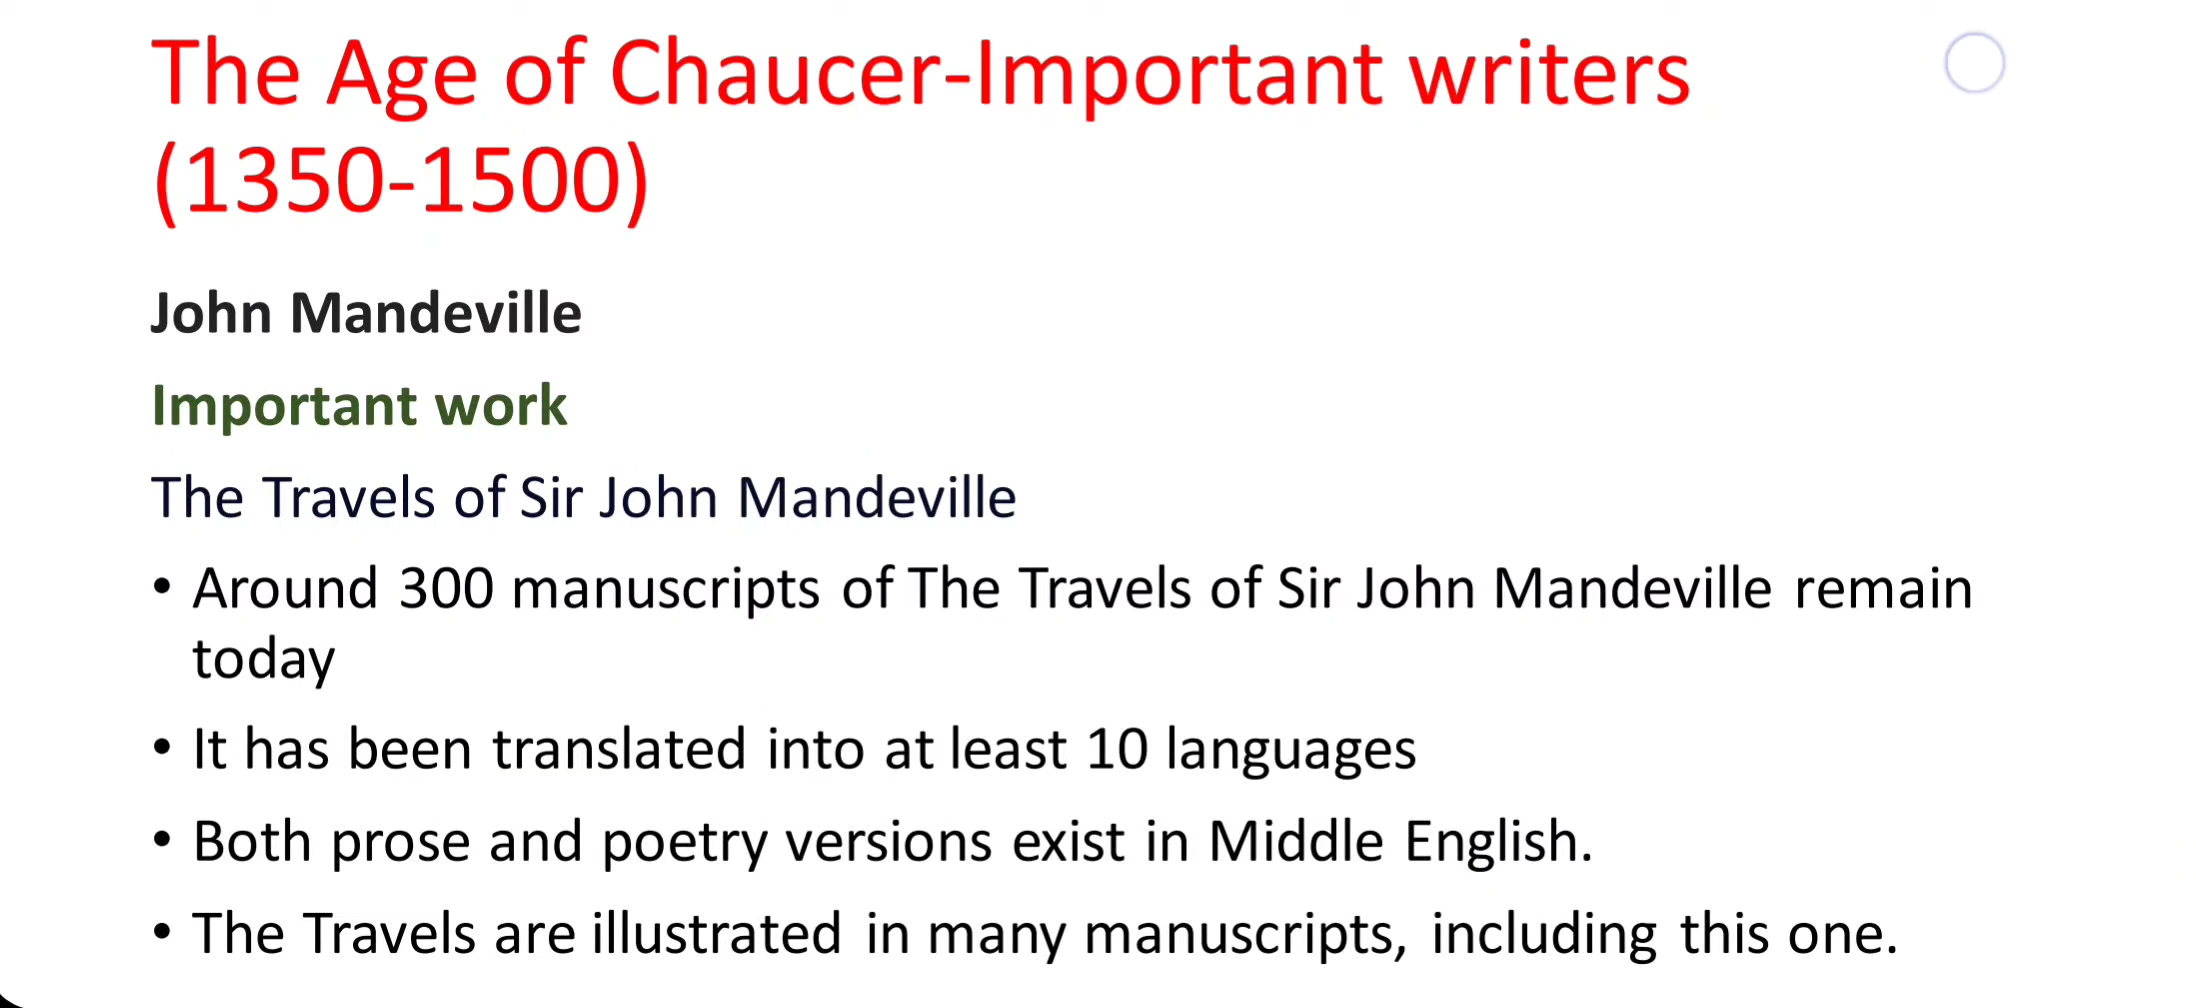 The Age of Chaucer-Important writers
(1350-1500)
John Mandeville
Important work
The Travels of Sir John Mandeville
• Around 300 manuscripts of The Travels of Sir John Mandeville remain
today
• It has been translated into at least 10 languages
• Both prose and poetry versions exist in Middle English.
• The Travels are illustrated in many manuscripts, including this one.